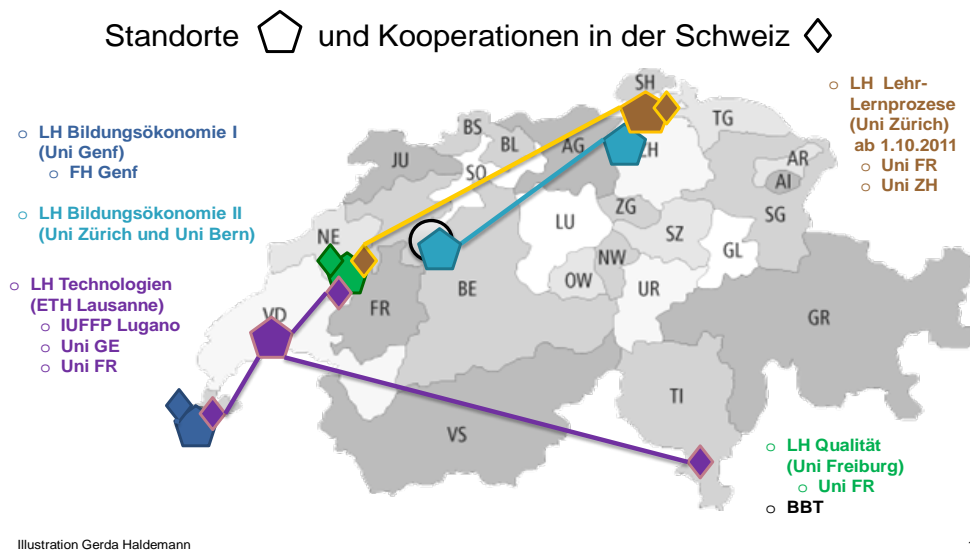 Standorte und Kooperationen in der Schweiz
o LH Bildungsökonomie I
(Uni Genf)
o FH Genf
o LH Bildungsökonomie II
(Uni Zürich und Uni Bern)
o LH Technologien
(ETH Lausanne)
o IUFFP Lugano
o Uni GE
o Uni FR
o LH Lehr-
Lernprozese
(Uni Zürich)
ab 1.10.2011
o Uni FR
o Uni ZH
SH
BS
BL
TG
JU
AG
ZH
SO
AR
AI
ZG
SG
LU
NE
SZ
GL
NW
BE
OW
UR
FR
VD
GR
TI
VS
o LH Qualität
(Uni Freiburg)
o Uni FR
o BBT
Illustration Gerda Haldemann